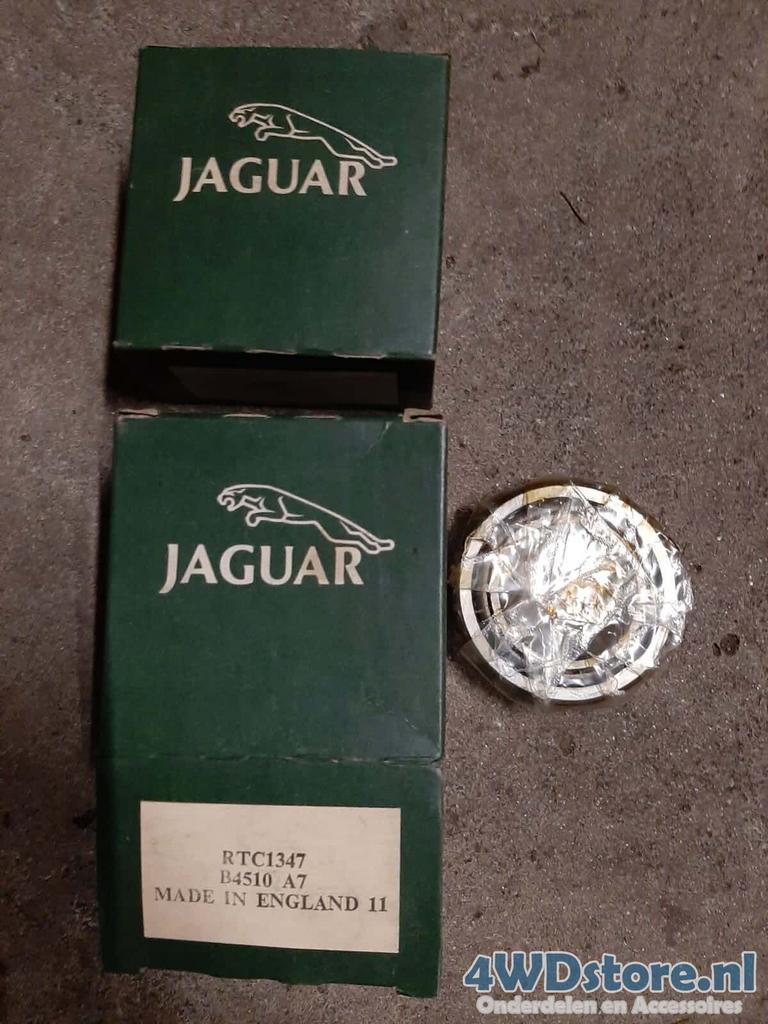 JAGUAR
JAGUAR
RTC1347
B4510 A7
MADE IN ENGLAND 11
4WDstore.nl
Onderdelen en Accessoires